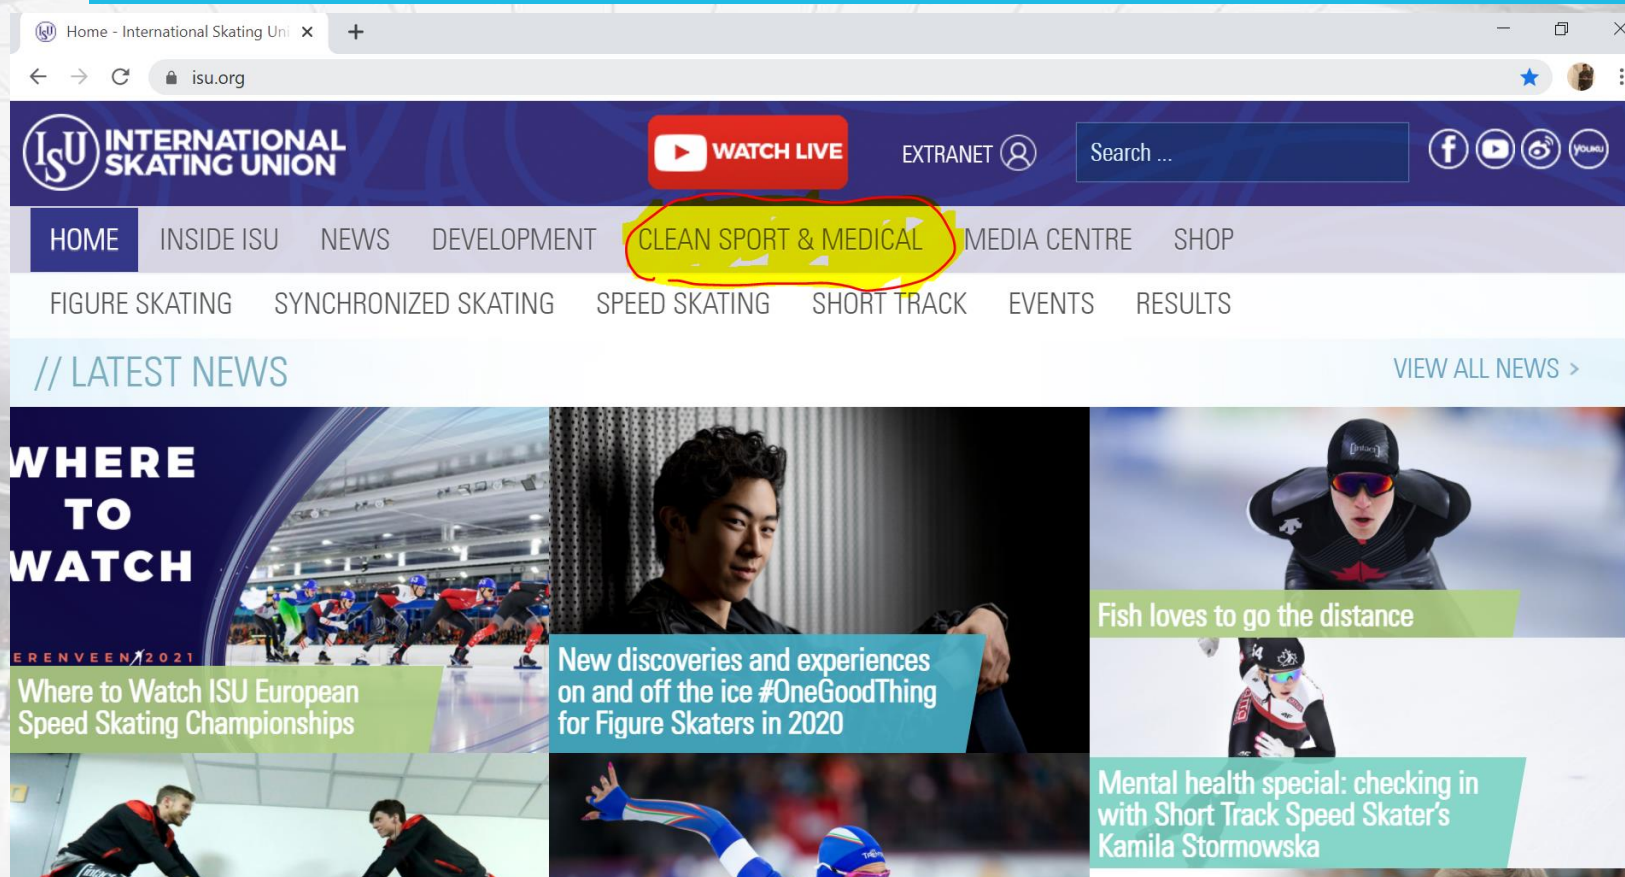 Home - International Skating Uni
isu.org
ISU INTERNATIONAL
SKATING UNION
WATCH LIVE
EXTRANET
Search ...
YOUKU
HOME INSIDE ISU NEWS DEVELOPMENT CLEAN SPORT & MEDICAL MEDIA CENTRE SHOP
FIGURE SKATING SYNCHRONIZED SKATING SPEED SKATING SHORT TRACK EVENTS RESULTS
// LATEST NEWS
VIEW ALL NEWS >
WHERE
TO
WATCH
ERENVEEN 2021
Where to Watch ISU European
Speed Skating Championships
New discoveries and experiences
on and off the ice #OneGoodThing
for Figure Skaters in 2020
Fish loves to go the distance
Mental health special: checking in
with Short Track Speed Skater's
Kamila Stormowska